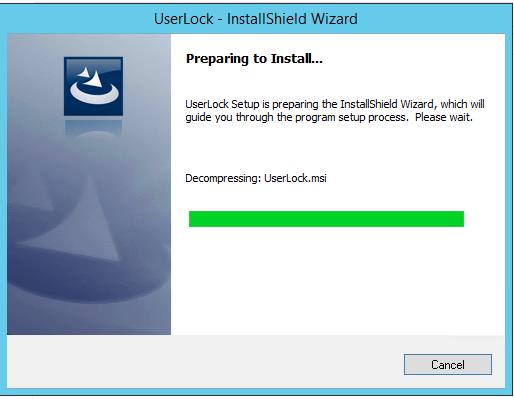 UserLock - InstallShield Wizard
Preparing to Install...
UserLock Setup is preparing the InstallShield Wizard, which will
guide you through the program setup process.  Please wait.
Decompressing: UserLock.msi
Cancel